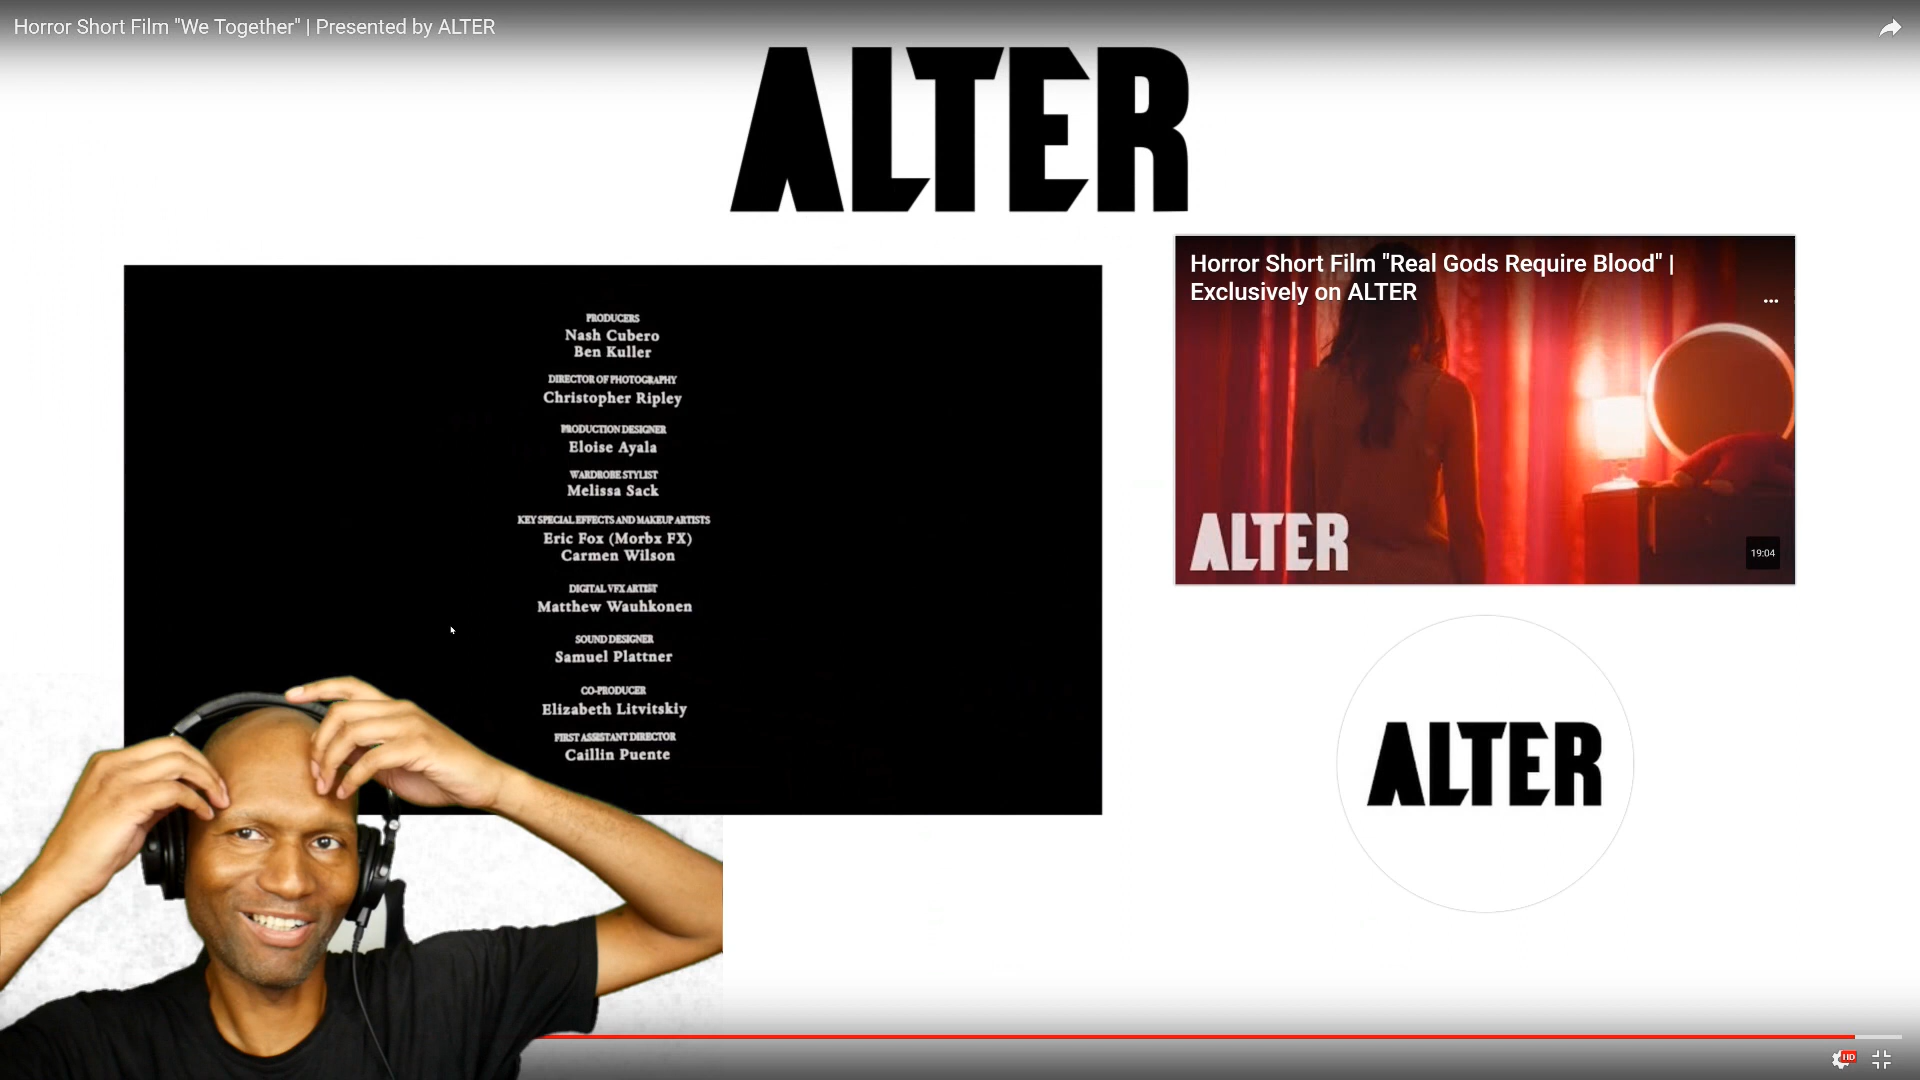 Horror Short Film "We Together" | Presented by ALTER
ALTER
PRODUCERS
Nash Cubero
Ben Kuller
DIRECTOR OF PHOTOGRAPHY
Christopher Ripley
PRODUCTION DESIGNER
Eloise Ayala
WARDROBE STYLIST
Melissa Sack
KEY SPECIAL EFFECTS AND MAKEUP ARTISTS
Eric Fox (Morbx FX)
Carmen Wilson
DIGITAL VFX ARTIST
Matthew Wauhkonen
SOUND DESIGNER
Samuel Plattner
CO-PRODUCER
Elizabeth Litvitskiy
FIRST ASSISTANT DIRECTOR
Caillin Puente
Horror Short Film "Real Gods Require Blood" |
Exclusively on ALTER
ALTER
19:04
ALTER
HD